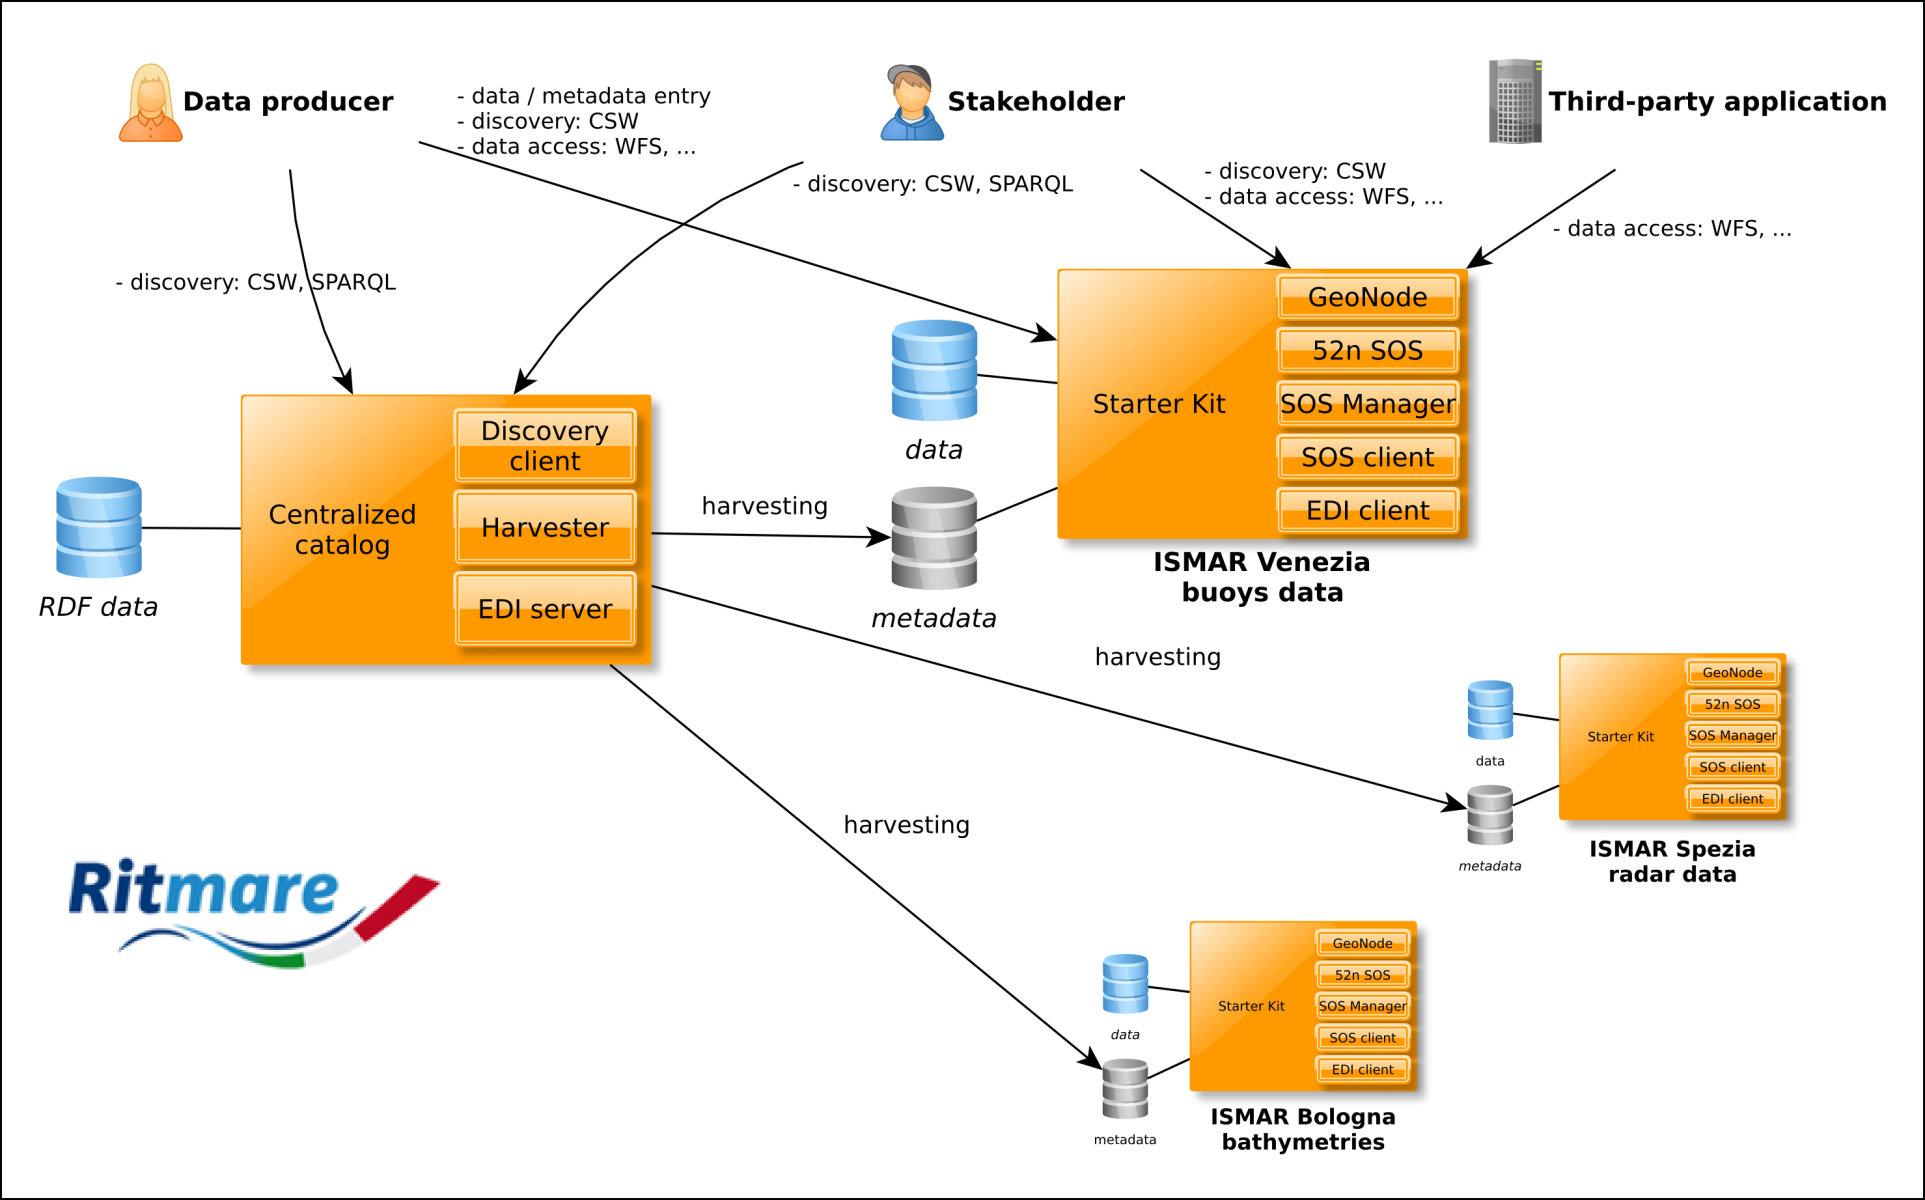 Data producer
- data / metadata entry
- discovery: CSW
- data access: WFS, ...
Stakeholder
Third-party application
- discovery: CSW, SPARQL
- discovery: CSW
- data access: WFS, ...
- data access: WFS, ...
- discovery: CSW, SPARQL
Starter Kit
GeoNode
52n SOS
SOS Manager
SOS client
EDI client
data
metadata
ISMAR Venezia
buoys data
RDF data
Centralized
catalog
Discovery
client
Harvester
EDI server
harvesting
harvesting
harvesting
data
metadata
Starter Kit
GeoNode
52n SOS
SOS Manager
SOS client
EDI client
ISMAR Spezia
radar data
Ritmare
data
metadata
Starter Kit
GeoNode
52n SOS
SOS Manager
SOS client
EDI client
ISMAR Bologna
bathymetries